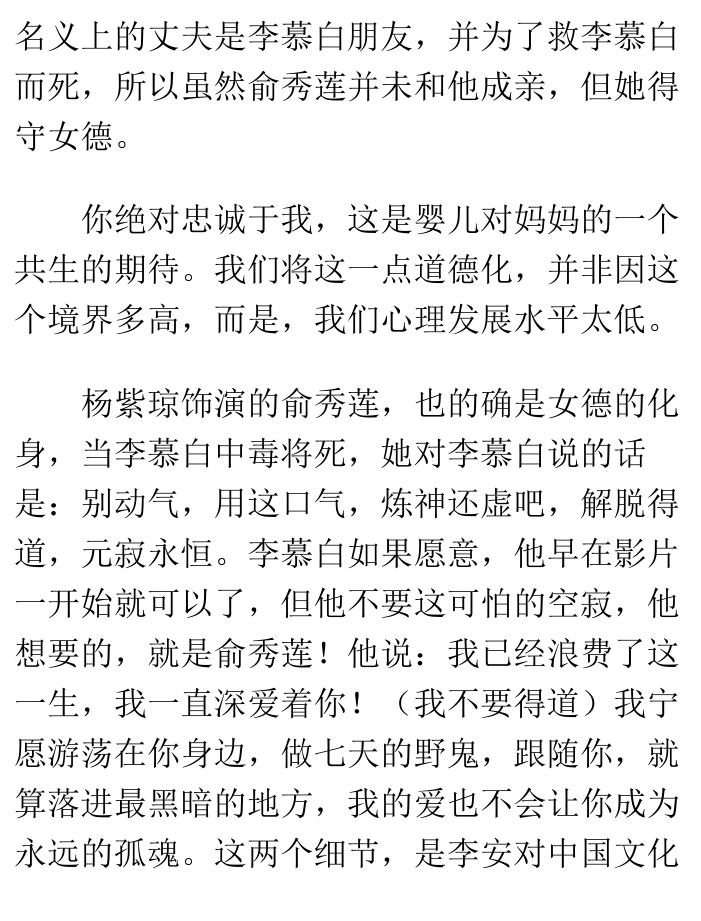 名义上的丈夫是李慕白朋友，并为了救李慕白
而死，所以虽然俞秀莲并未和他成亲，但她得
守女德。
你绝对忠诚于我，这是婴儿对妈妈的一个
共生的期待。我们将这一点道德化，并非因这
个境界多高，而是，我们心理发展水平太低。
杨紫琼饰演的俞秀莲，也的确是女德的化
身，当李慕白中毒将死，她对李慕白说的话
是：别动气，用这口气，炼神还虚吧，解脱得
道，元寂永恒。李慕白如果愿意，他早在影片
一开始就可以了，但他不要这可怕的空寂，他
想要的，就是俞秀莲！他说：我已经浪费了这
一生，我一直深爱着你！（我不要得道）我宁
愿游荡在你身边，做七天的野鬼，跟随你，就
算落进最黑暗的地方，我的爱也不会让你成为
永远的孤魂。这两个细节，是李安对中国文化